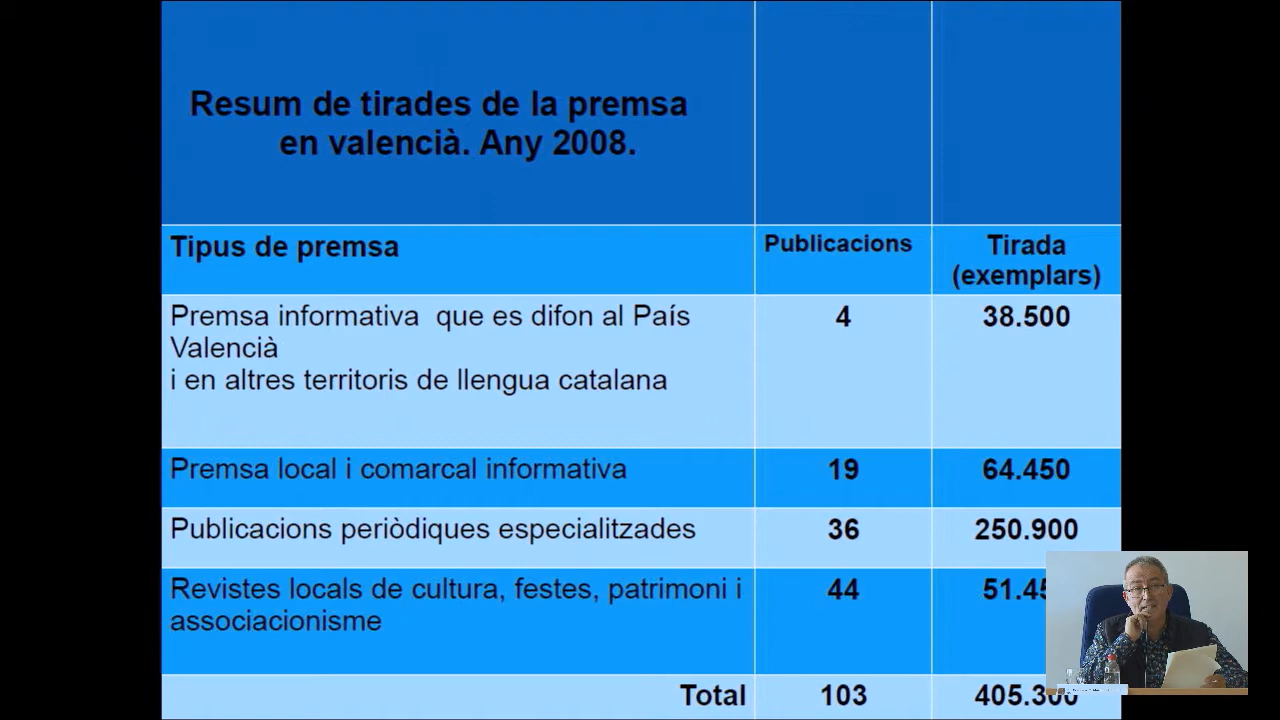 Resum de tirades de la premsa
en valencià. Any 2008.
Tipus de premsa
Publicacions
Tirada
(exemplars)
Premsa informativa que es difon al País
Valencià
i en altres territoris de llengua catalana
4
38.500
Premsa local i comarcal informativa
19
64.450
Publicacions periòdiques especialitzades
36
250.900
Revistes locals de cultura, festes, patrimoni i
associacionisme
44
Total
103
405.300